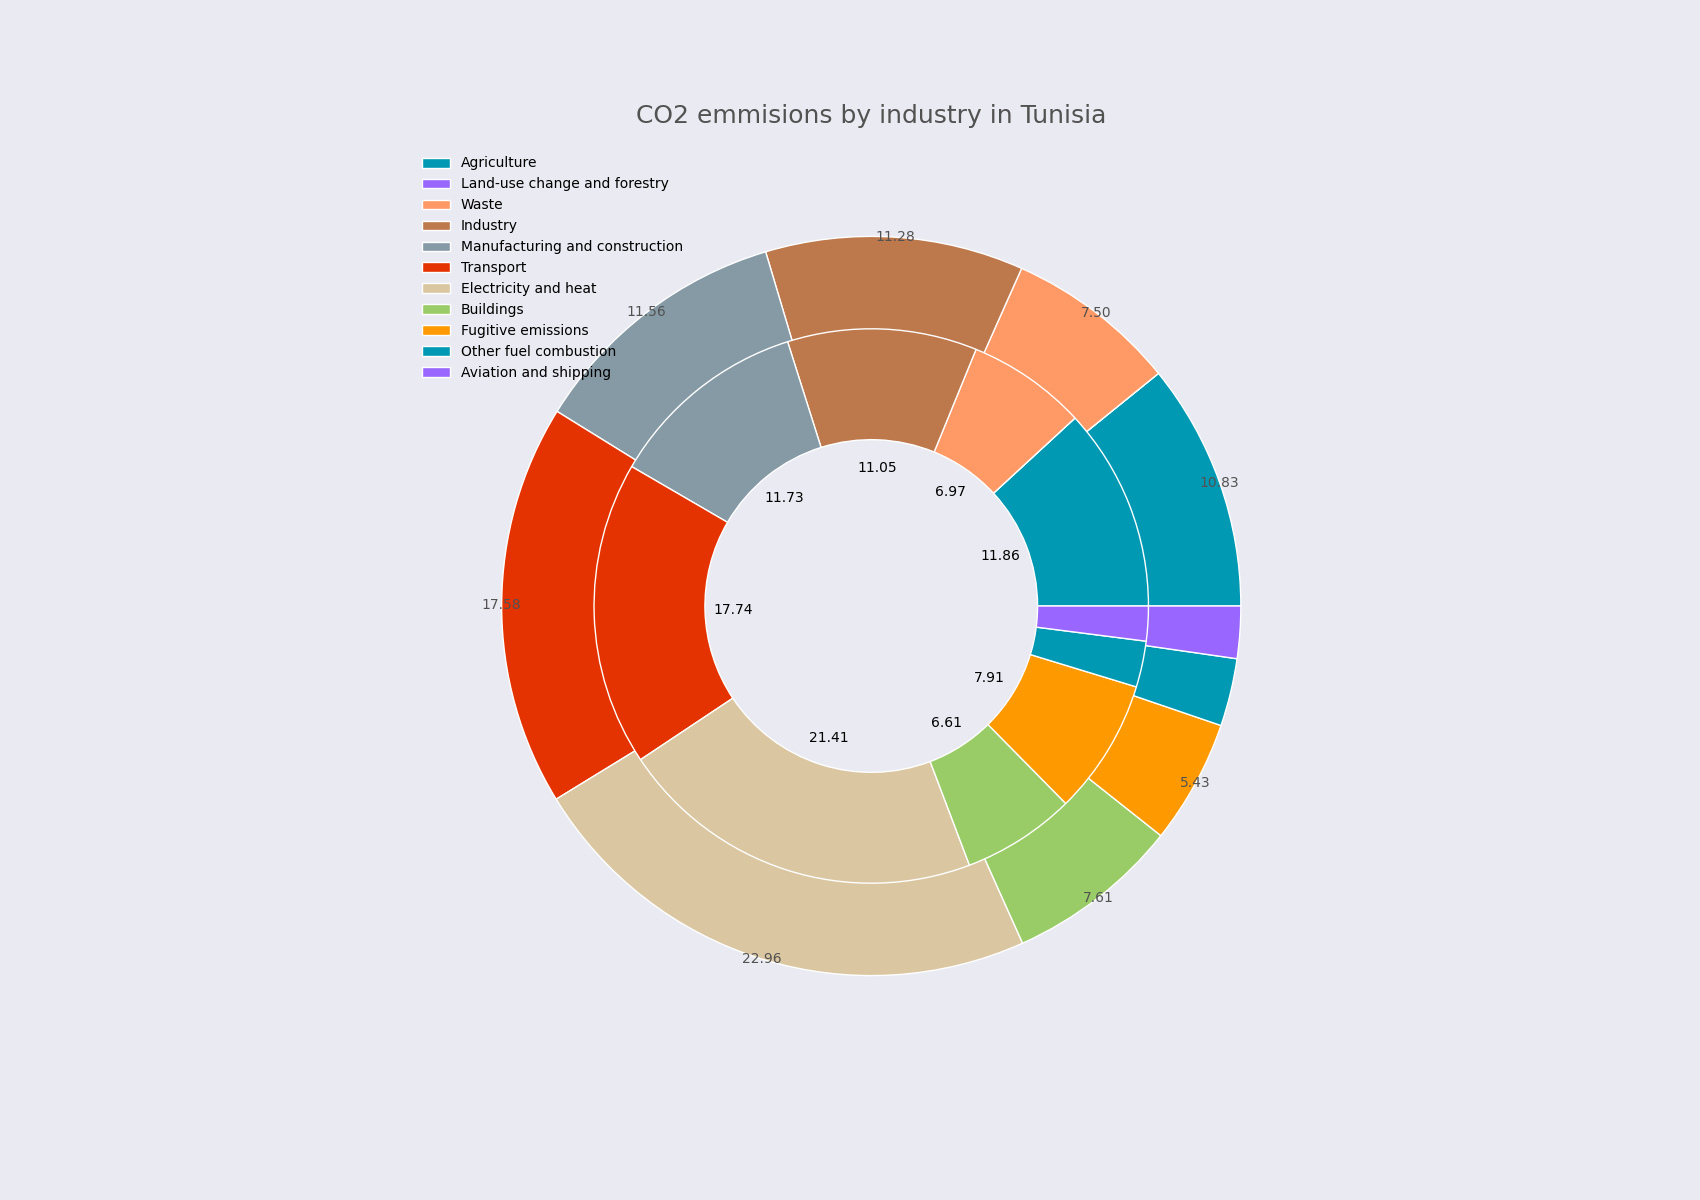 CO2 emmisions by industry in Tunisia
Agriculture
Land-use change and forestry
Waste
Industry
Manufacturing and construction
Transport
Electricity and heat
Buildings
Fugitive emissions
Other fuel combustion
Aviation and shipping
11.28
11.56
7.50
10.83
17.58
22.96
7.61
5.43
11.05
6.97
11.73
11.86
17.74
7.91
6.61
21.41